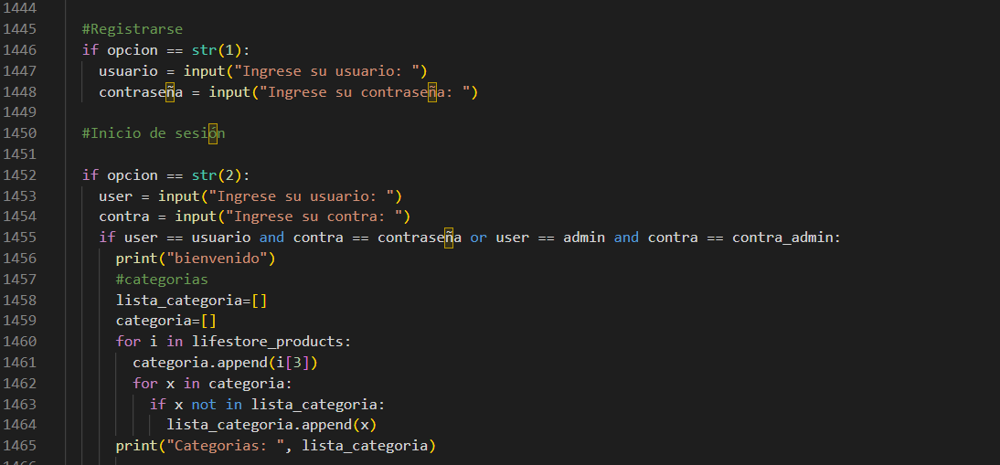 1444
1445 #Registrarse
1446 if opcion == str(1):
1447 usuario = input("Ingrese su usuario: ")
1448 contraseña = input("Ingrese su contraseña: ")
1449
1450 #Inicio de sesión
1451
1452 if opcion == str(2):
1453 user = input("Ingrese su usuario: ")
1454 contra = input("Ingrese su contra: ")
1455 if user == usuario and contra == contraseña or user == admin and contra == contra_admin:
1456 print("bienvenido")
1457 #categorias
1458 lista_categoria=[]
1459 categoria=[]
1460 for i in lifestore_products:
1461 categoria.append(i[3])
1462 for x in categoria:
1463 if x not in lista_categoria:
1464 lista_categoria.append(x)
1465 print("Categorias: ", lista_categoria)